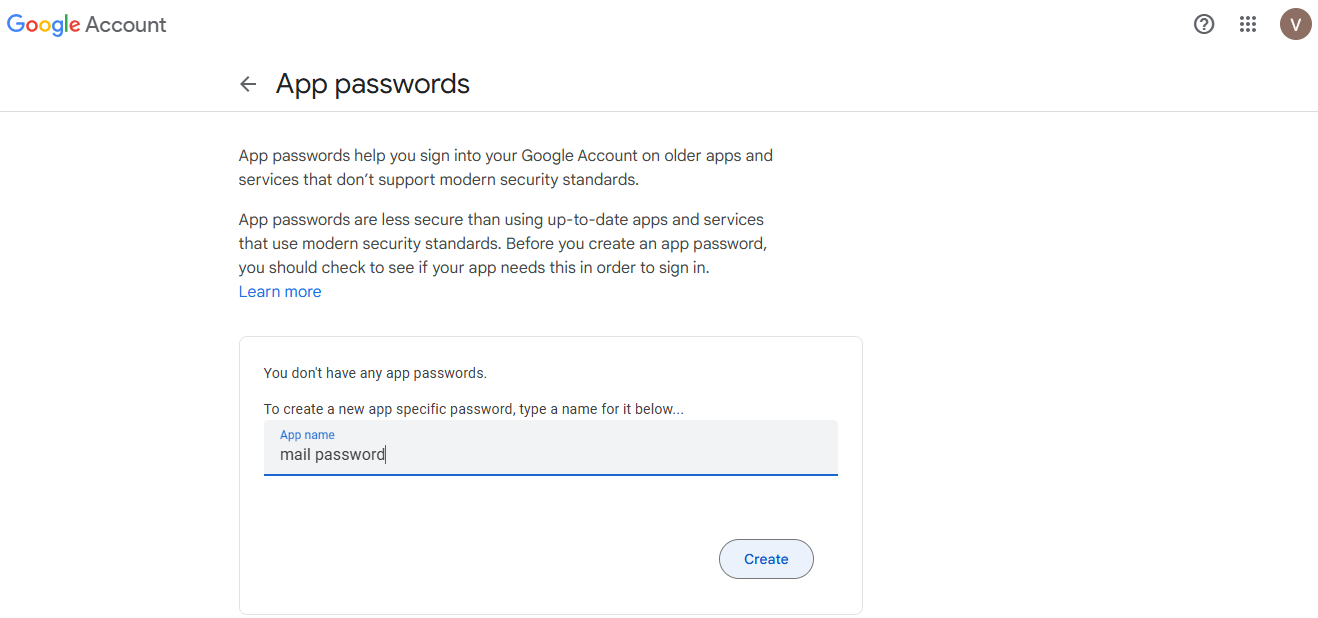 Google Account
V
App passwords
App passwords help you sign into your Google Account on older apps and
services that don’t support modern security standards.
App passwords are less secure than using up-to-date apps and services
that use modern security standards. Before you create an app password,
you should check to see if your app needs this in order to sign in.
Learn more
You don't have any app passwords.
To create a new app specific password, type a name for it below...
App name
mail password
Create